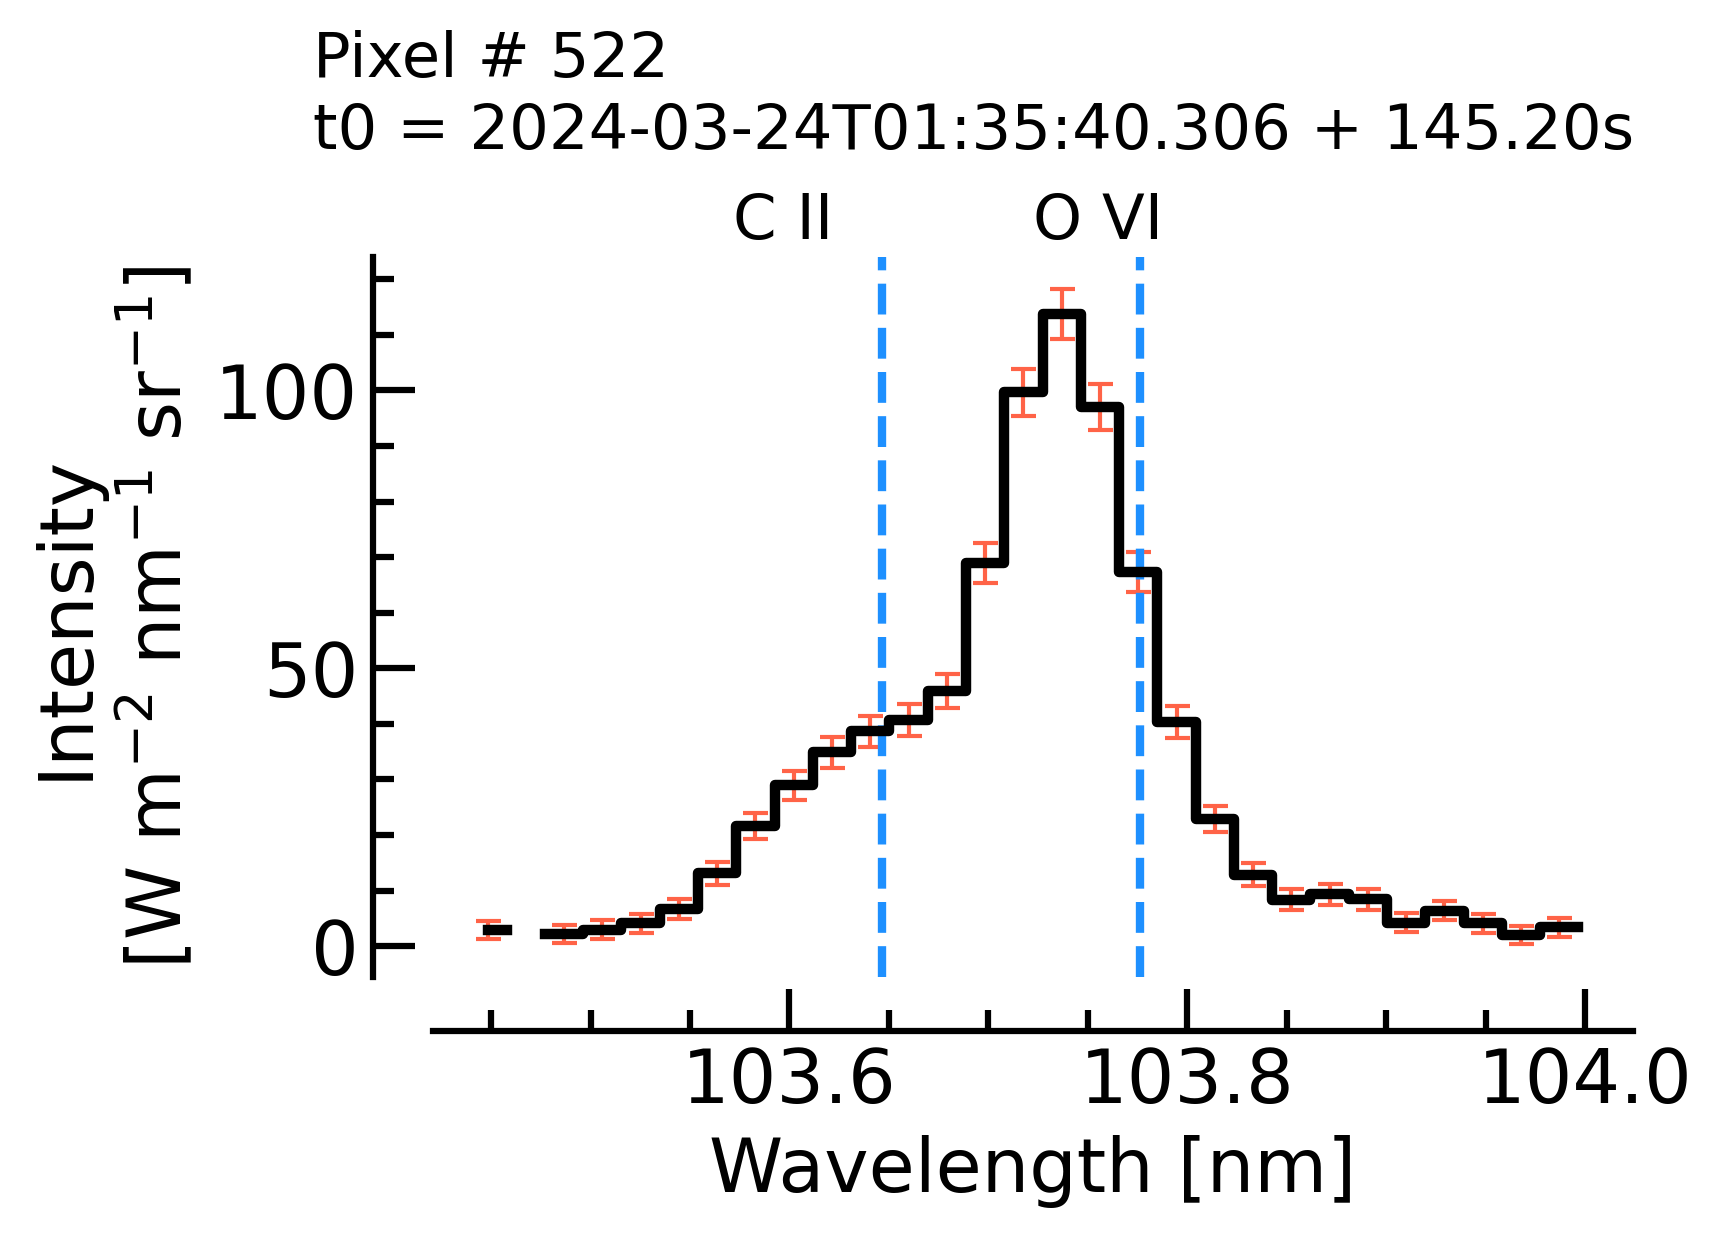 Pixel # 522
t0 = 2024-03-24T01:35:40.306 + 145.20s
C II
O VI
Intensity
[W m⁻² nm⁻¹ sr⁻¹]
100
50
0
103.6
103.8
104.0
Wavelength [nm]